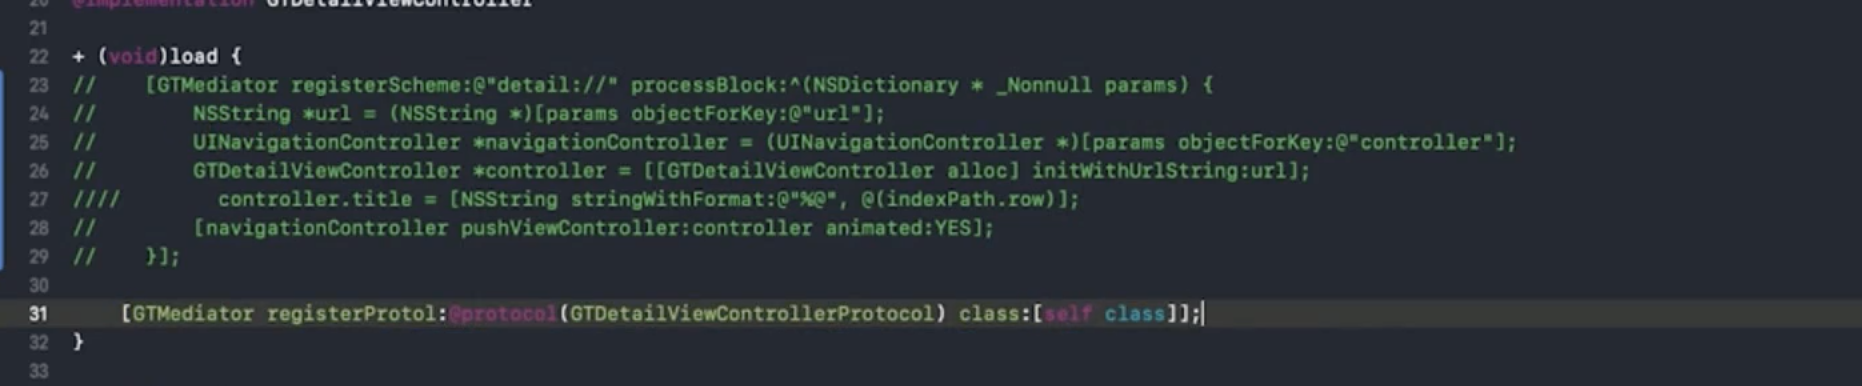 20 @implementation GTDetailViewController
21
22 + (void)load {
23 //    [GTMediator registerScheme:@"detail://" processBlock:^(NSDictionary * _Nonnull params) {
24 //        NSString *url = (NSString *)[params objectForKey:@"url"];
25 //        UINavigationController *navigationController = (UINavigationController *)[params objectForKey:@"controller"];
26 //        GTDetailViewController *controller = [[GTDetailViewController alloc] initWithUrlString:url];
27 ////        controller.title = [NSString stringWithFormat:@"%@", @(indexPath.row)];
28 //        [navigationController pushViewController:controller animated:YES];
29 //    }];
30
31     [GTMediator registerProtol:@protocol(GTDetailViewControllerProtocol) class:[self class]];
32 }
33